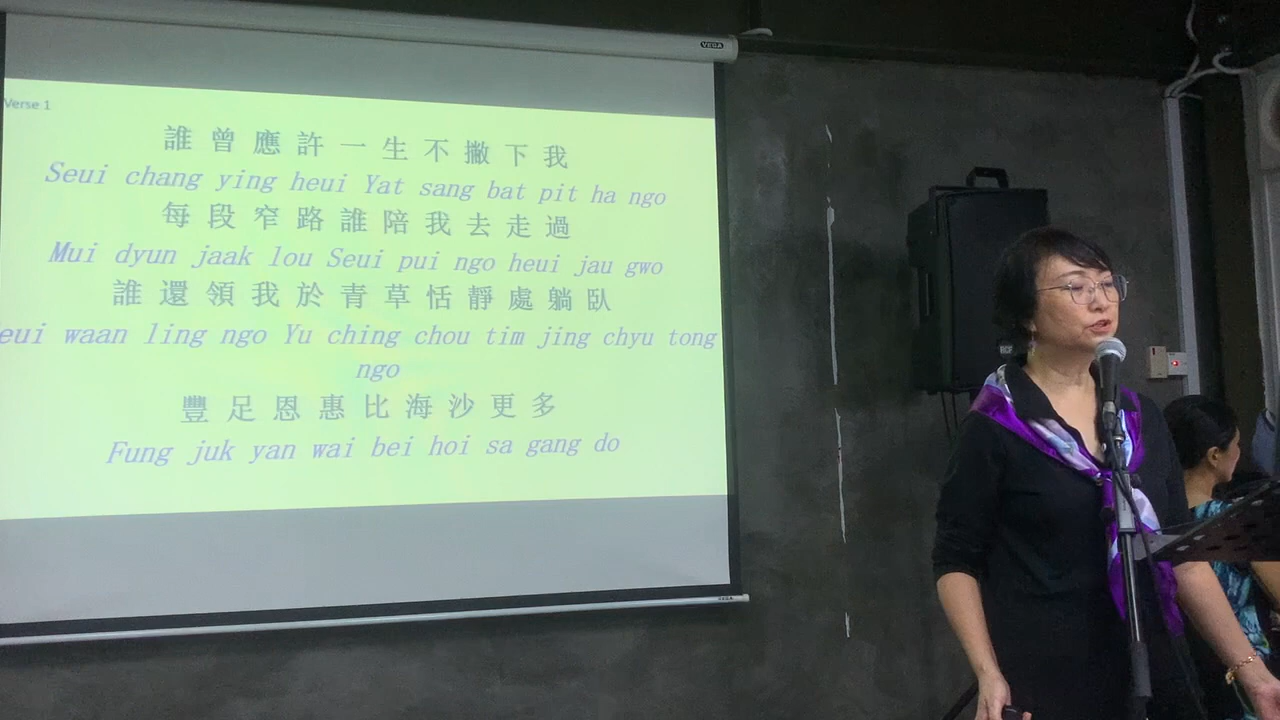 VEGA
Verse 1
誰曾應許一生不撇下我
Seui chang ying heui Yat sang bat pit ha ngo
每段窄路誰陪我去走過
Mui dyun jaak lou Seui pui ngo heui jau gwo
誰還領我於青草恬靜處躺臥
eui waan ling ngo Yu ching chou tim jing chyu tong
ngo
豐足恩惠比海沙更多
Fung juk yan wai bei hoi sa gang do
VEGA